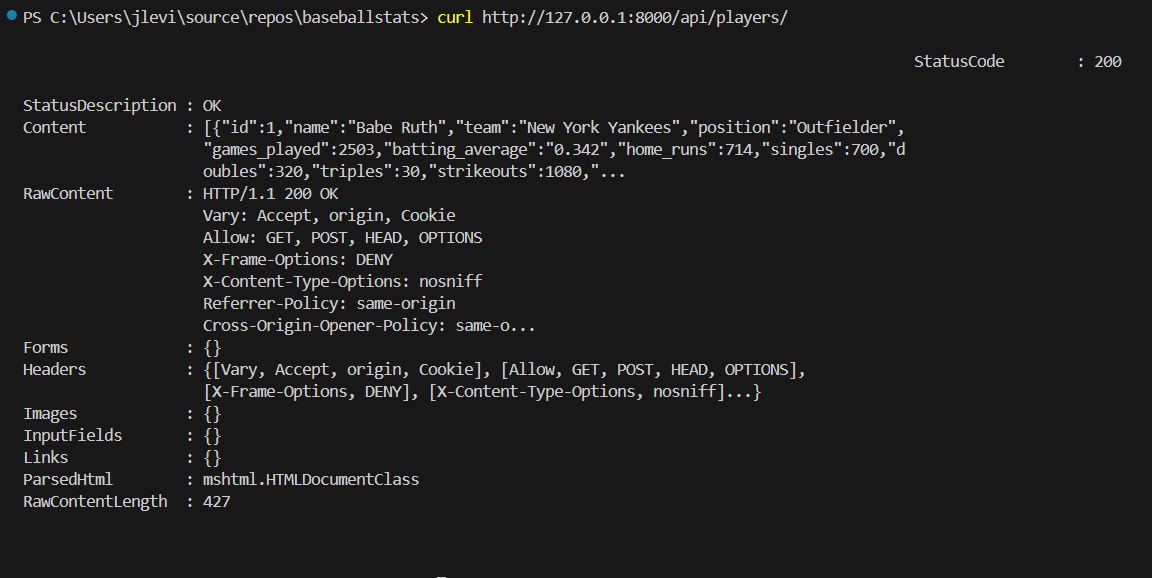 PS C:\Users\jlevi\source\repos\baseballstats> curl http://127.0.0.1:8000/api/players/
StatusCode : 200
StatusDescription : OK
Content : [{"id":1,"name":"Babe Ruth","team":"New York Yankees","position":"Outfielder",
"games_played":2503,"batting_average":"0.342","home_runs":714,"singles":700,"d
oubles":320,"triples":30,"strikeouts":1080,"...
RawContent : HTTP/1.1 200 OK
Vary: Accept, origin, Cookie
Allow: GET, POST, HEAD, OPTIONS
X-Frame-Options: DENY
X-Content-Type-Options: nosniff
Referrer-Policy: same-origin
Cross-Origin-Opener-Policy: same-o...
Forms : {}
Headers : {[Vary, Accept, origin, Cookie], [Allow, GET, POST, HEAD, OPTIONS],
[X-Frame-Options, DENY], [X-Content-Type-Options, nosniff]...}
Images : {}
InputFields : {}
Links : {}
ParsedHtml : mshtml.HTMLDocumentClass
RawContentLength : 427